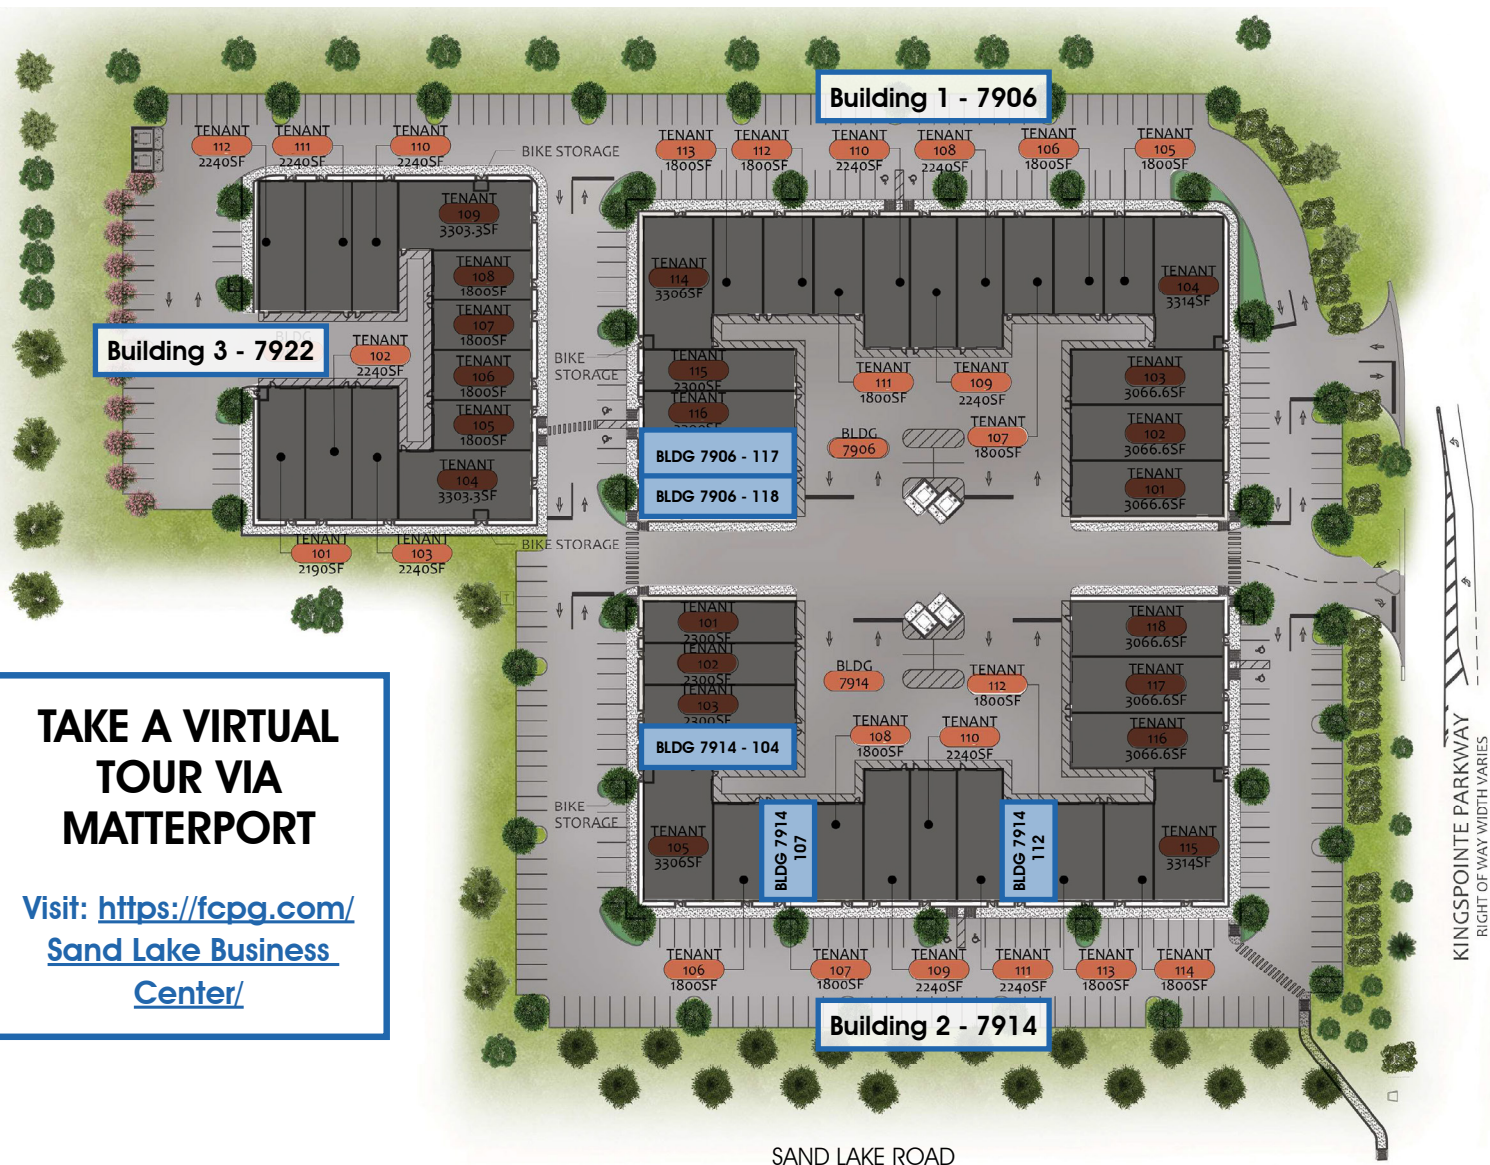 Building 1 - 7906
TENANT
112
2240SF
TENANT
111
2240SF
TENANT
110
2240SF
BIKE STORAGE
TENANT
113
1800SF
TENANT
112
1800SF
TENANT
110
2240SF
TENANT
108
2240SF
TENANT
106
1800SF
TENANT
105
1800SF
TENANT
109
3303.3SF
TENANT
108
1800SF
TENANT
107
1800SF
TENANT
106
1800SF
TENANT
105
1800SF
TENANT
104
3303.3SF
Building 3 - 7922
TENANT
102
2240SF
TENANT
101
2190SF
TENANT
103
2240SF
BIKE STORAGE
BIKE
STORAGE
TENANT
114
3306SF
TENANT
104
3314SF
TENANT
115
2300SF
TENANT
116
2300SF
BLDG 7906 - 117
BLDG 7906 - 118
TENANT
111
1800SF
TENANT
109
2240SF
TENANT
107
1800SF
BLDG
7906
TENANT
103
3066.6SF
TENANT
102
3066.6SF
TENANT
101
3066.6SF
TENANT
101
2300SF
TENANT
102
2300SF
TENANT
103
2300SF
BLDG 7914 - 104
BLDG
7914
TENANT
112
1800SF
TENANT
108
1800SF
TENANT
110
2240SF
TENANT
118
3066.6SF
TENANT
117
3066.6SF
TENANT
116
3066.6SF
BIKE
STORAGE
TENANT
105
3306SF
BLDG 7914
107
BLDG 7914
112
TENANT
115
3314SF
TENANT
106
1800SF
TENANT
107
1800SF
TENANT
109
2240SF
TENANT
111
2240SF
TENANT
113
1800SF
TENANT
114
1800SF
Building 2 - 7914
TAKE A VIRTUAL
TOUR VIA
MATTERPORT
Visit: https://fcpg.com/
Sand Lake Business
Center/
KINGSPOINTE PARKWAY
RIGHT OF WAY WIDTH VARIES
SAND LAKE ROAD